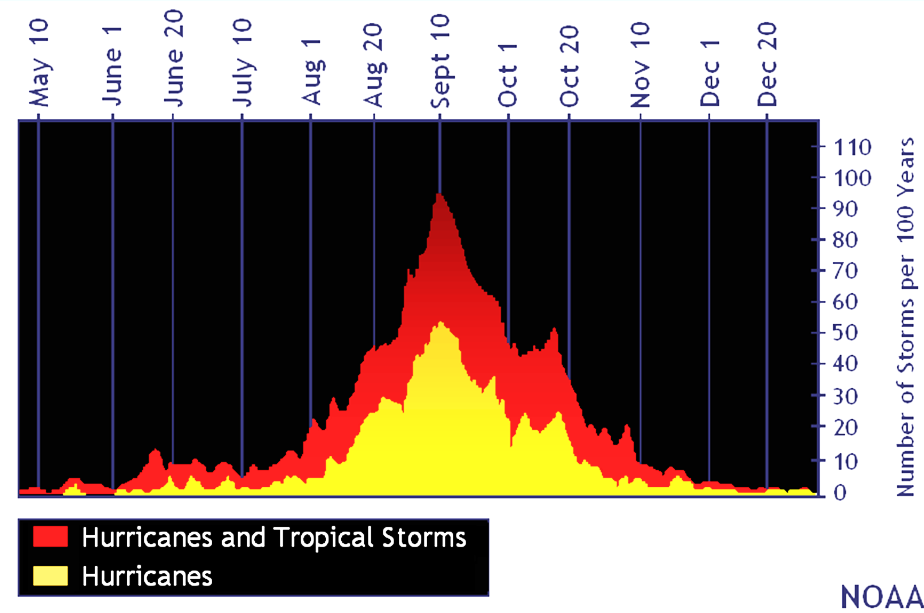 May 10
June 1
June 20
July 10
Aug 1
Aug 20
Sept 10
Oct 1
Oct 20
Nov 10
Dec 1
Dec 20
110
100
90
80
70
60
50
40
30
20
10
0
Number of Storms per 100 Years
Hurricanes and Tropical Storms
Hurricanes
NOAA